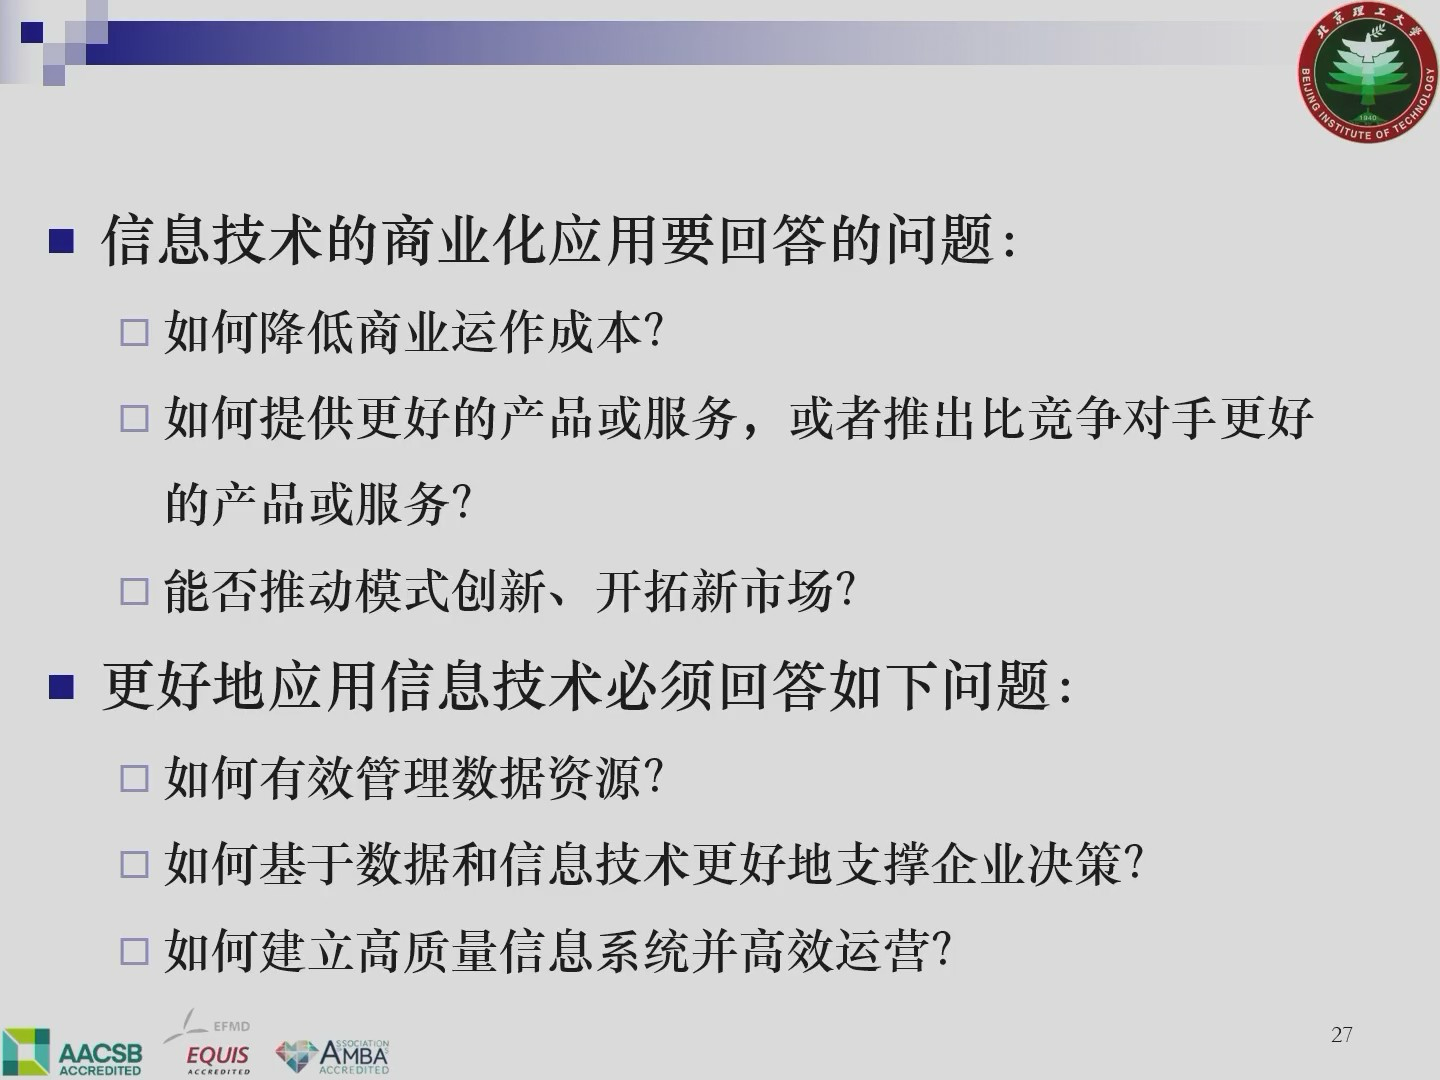 北京理工大学
BEIJING INSTITUTE OF TECHNOLOGY
1940
信息技术的商业化应用要回答的问题：
如何降低商业运作成本？
如何提供更好的产品或服务，或者推出比竞争对手更好
的产品或服务？
能否推动模式创新、开拓新市场？
更好地应用信息技术必须回答如下问题：
如何有效管理数据资源？
如何基于数据和信息技术更好地支撑企业决策？
如何建立高质量信息系统并高效运营？
AACSB
ACCREDITED
EFMD
EQUIS
ACCREDITED
ASSOCIATION
AMBA'S
ACCREDITED
27